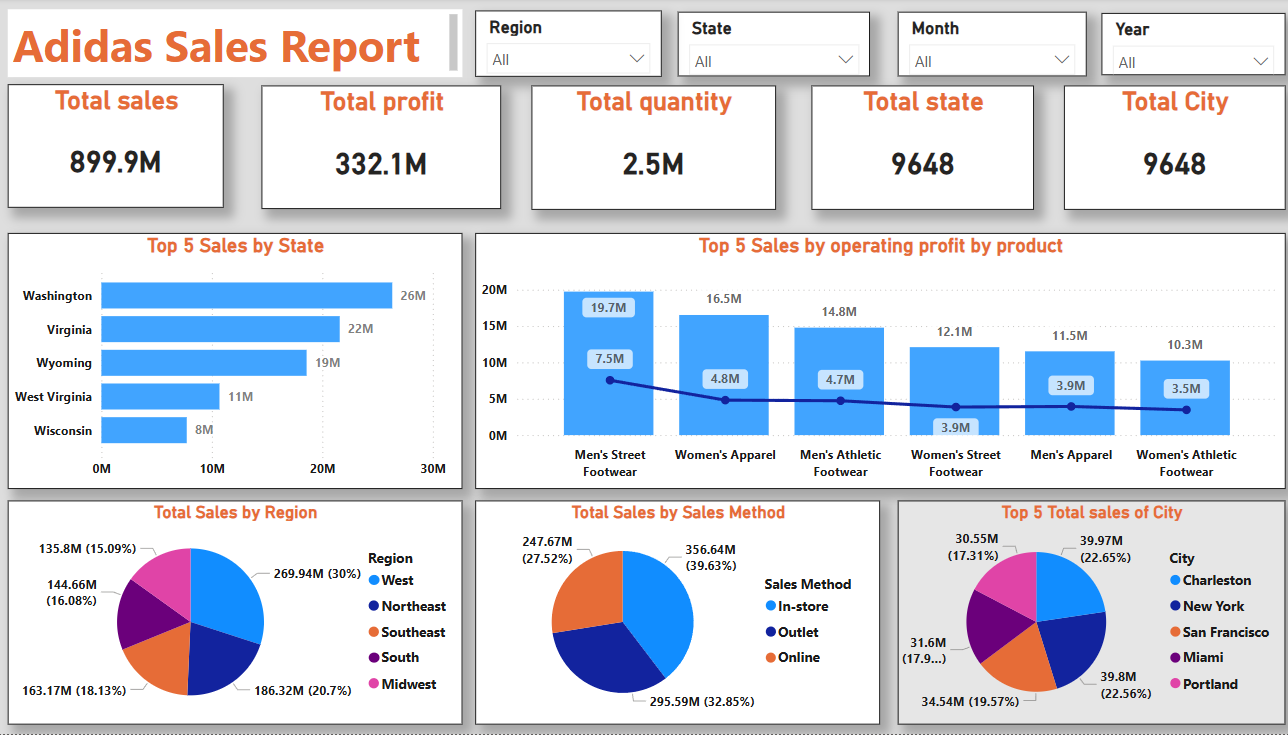 Adidas Sales Report
Region
All
State
All
Month
All
Year
All
Total sales
899.9M
Total profit
332.1M
Total quantity
2.5M
Total state
9648
Total City
9648
Top 5 Sales by State
Washington
26M
Virginia
22M
Wyoming
19M
West Virginia
11M
Wisconsin
8M
0M 10M 20M 30M
Top 5 Sales by operating profit by product
20M
15M
10M
5M
0M
19.7M
16.5M
14.8M
12.1M
11.5M
10.3M
7.5M
4.8M
4.7M
3.9M
3.9M
3.5M
Men's Street
Footwear
Women's Apparel
Men's Athletic
Footwear
Women's Street
Footwear
Men's Apparel
Women's Athletic
Footwear
Total Sales by Region
135.8M (15.09%)
144.66M
(16.08%)
163.17M (18.13%)
269.94M (30%)
186.32M (20.7%)
Region
West
Northeast
Southeast
South
Midwest
Total Sales by Sales Method
247.67M
(27.52%)
356.64M
(39.63%)
295.59M (32.85%)
Sales Method
In-store
Outlet
Online
Top 5 Total sales of City
30.55M
(17.31%)
39.97M
(22.65%)
31.6M
(17.9...)
34.54M (19.57%)
39.8M
(22.56%)
City
Charleston
New York
San Francisco
Miami
Portland